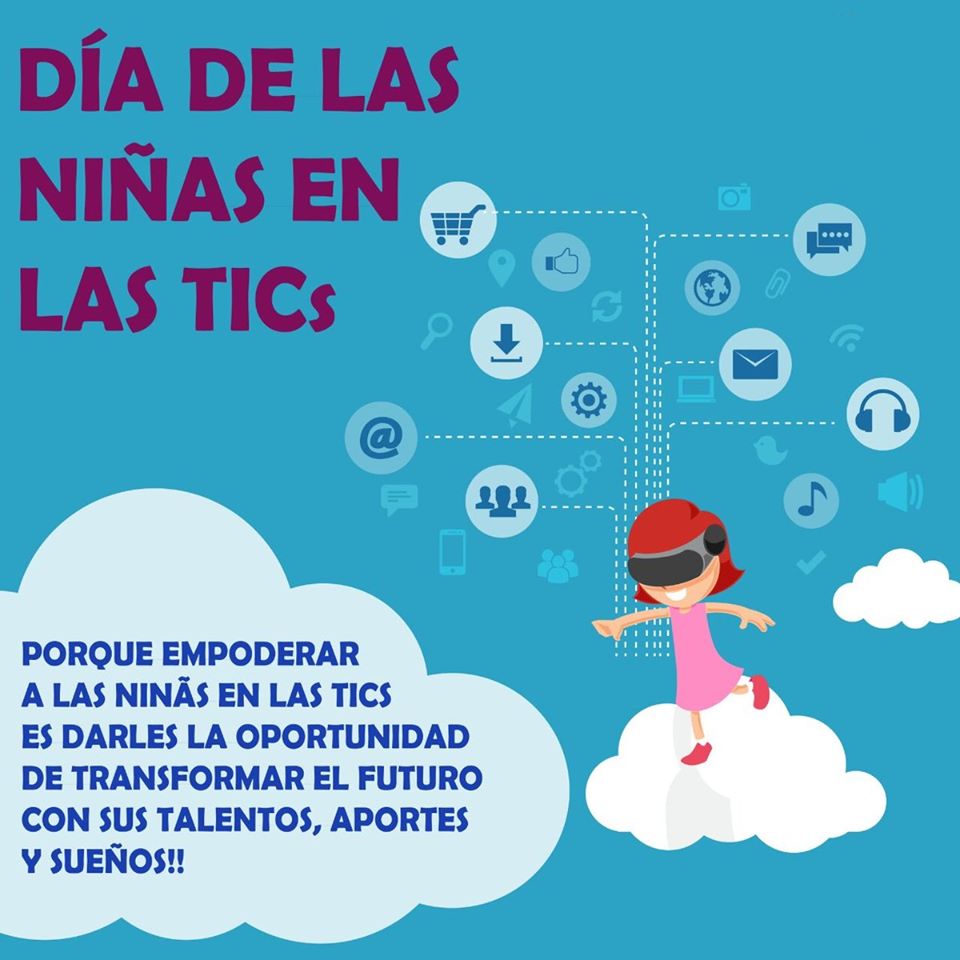 DÍA DE LAS
NIÑAS EN
LAS TICs
@
PORQUE EMPODERAR
A LAS NINÃS EN LAS TICS
ES DARLES LA OPORTUNIDAD
DE TRANSFORMAR EL FUTURO
CON SUS TALENTOS, APORTES
Y SUEÑOS!!